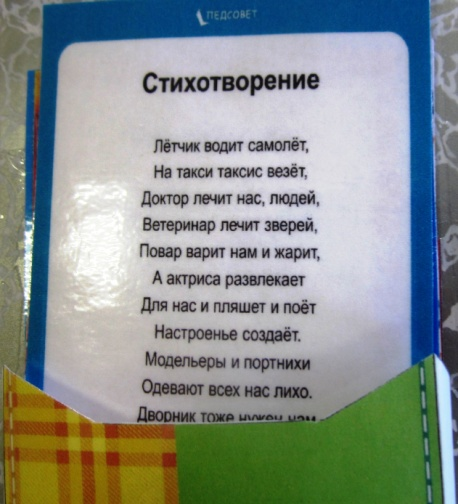 ПЕДСОВЕТ
Стихотворение
Лётчик водит самолёт,
На такси таксис везёт,
Доктор лечит нас, людей,
Ветеринар лечит зверей,
Повар варит нам и жарит,
А актриса развлекает
Для нас и пляшет и поёт
Настроенье создаёт.
Модельеры и портнихи
Одевают всех нас лихо.
Дворник тоже нужен нам